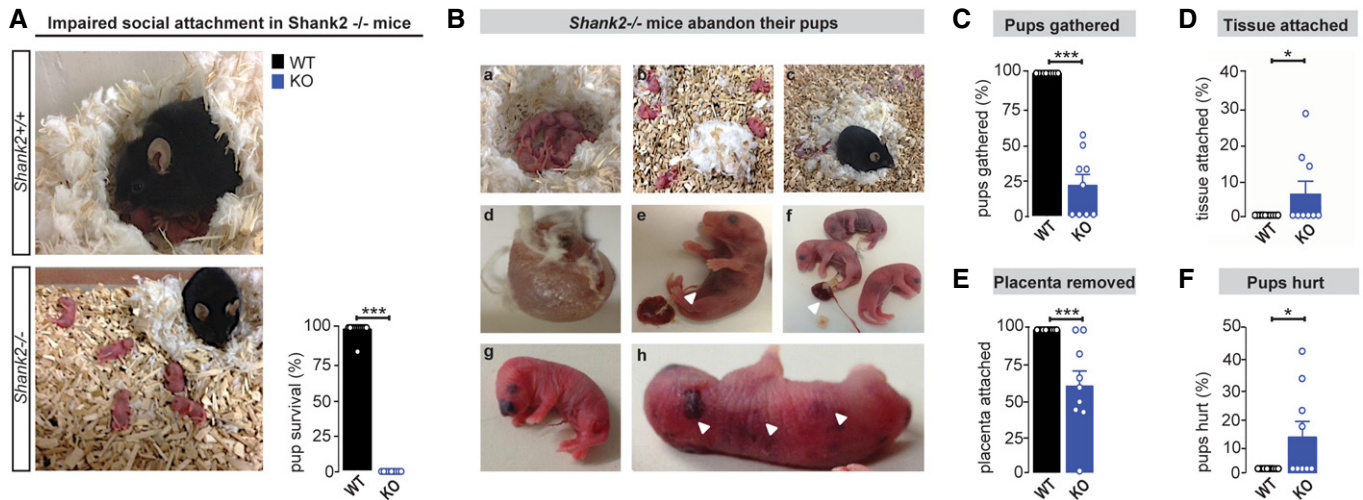 A
Impaired social attachment in Shank2 -/- mice
WT
KO
Shank2+/+
Shank2-/-
pup survival (%)
100
75
50
25
0
***
WT
KO
B
Shank2-/- mice abandon their pups
a
b
c
d
e
f
g
h
C
Pups gathered
pups gathered (%)
100
75
50
25
0
***
WT
KO
D
Tissue attached
tissue attached (%)
40
30
20
10
0
*
WT
KO
E
Placenta removed
placenta attached
100
75
50
75
0
***
WT
KO
F
Pups hurt
pups hurt (%)
50
40
30
20
10
0
*
WT
KO